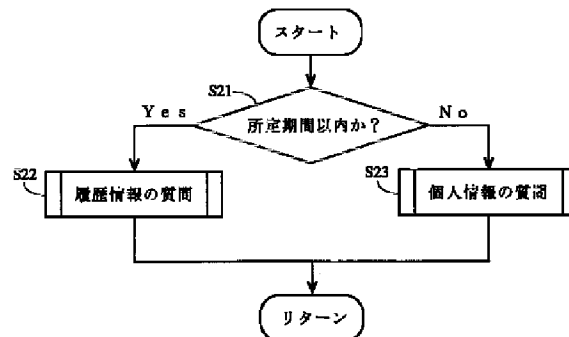 スタート
S21
所定期間以内か？
Yes
No
S22
履歴情報の質問
S23
個人情報の質問
リターン